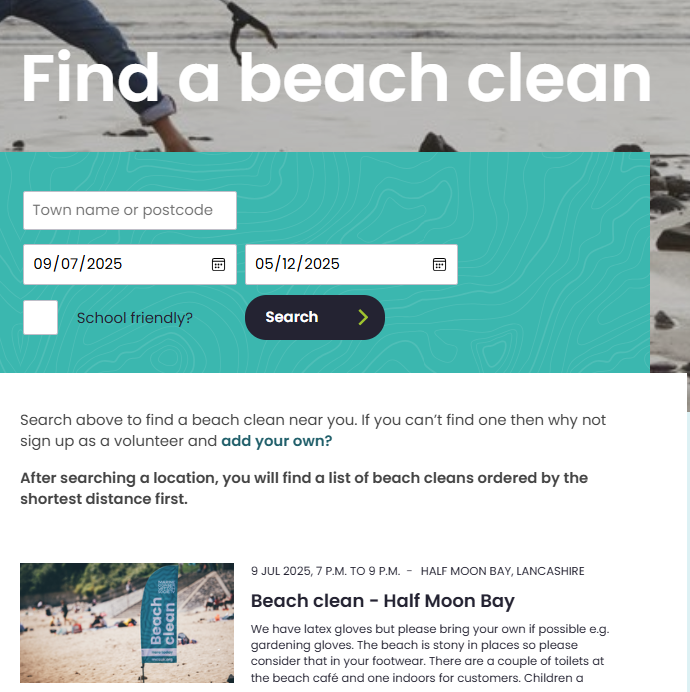 Find a beach clean
Town name or postcode
09/07/2025
05/12/2025
School friendly?
Search
Search above to find a beach clean near you. If you can’t find one then why not
sign up as a volunteer and add your own?
After searching a location, you will find a list of beach cleans ordered by the
shortest distance first.
9 JUL 2025, 7 P.M. TO 9 P.M. – HALF MOON BAY, LANCASHIRE
Beach clean - Half Moon Bay
Beach
clean
We have latex gloves but please bring your own if possible e.g.
gardening gloves. The beach is stony in places so please
consider that in your footwear. There are a couple of toilets at
the beach café and one indoors for customers. Children a